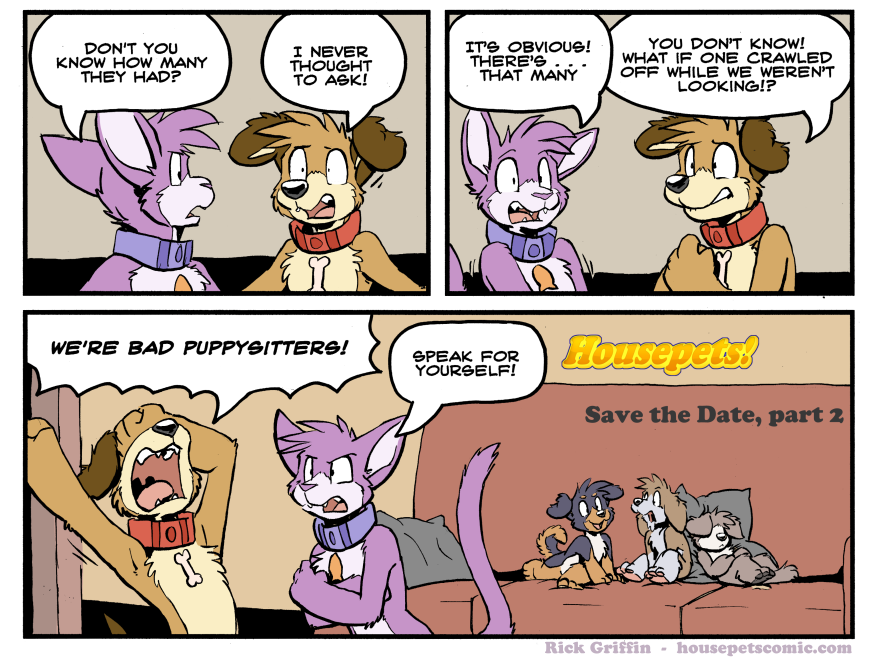 DON'T YOU
KNOW HOW MANY
THEY HAD?
I NEVER
THOUGHT
TO ASK!
IT'S OBVIOUS!
THERE'S . . .
THAT MANY
YOU DON'T KNOW!
WHAT IF ONE CRAWLED
OFF WHILE WE WEREN'T
LOOKING!?
WE'RE BAD PUPPYSITTERS!
SPEAK FOR
YOURSELF!
Housepets!
Save the Date, part 2
Rick Griffin - housepetscomic.com